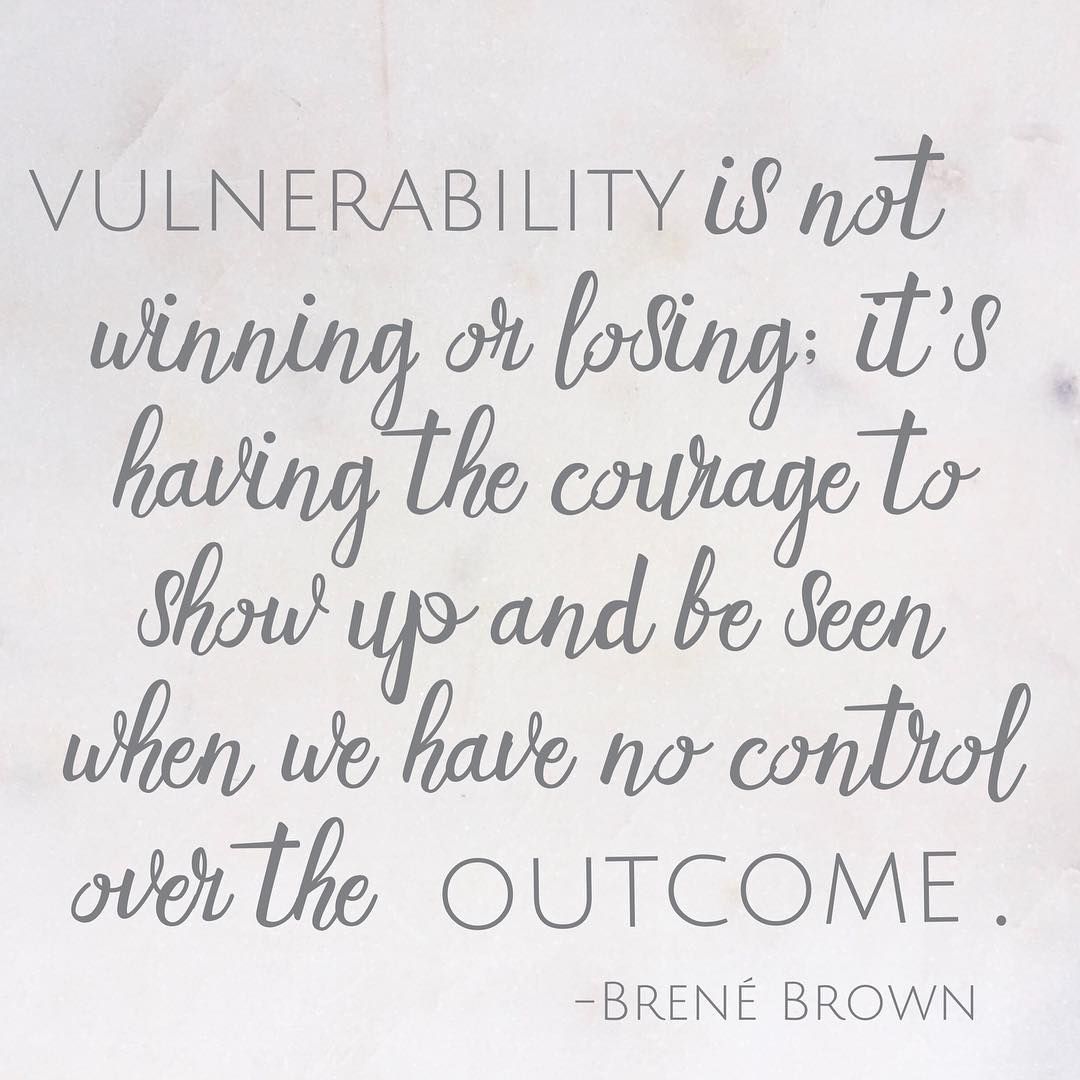 VULNERABILITY is not
winning or losing; it's
having the courage to
show up and be seen
when we have no control
over the OUTCOME.
-BRENÉ BROWN